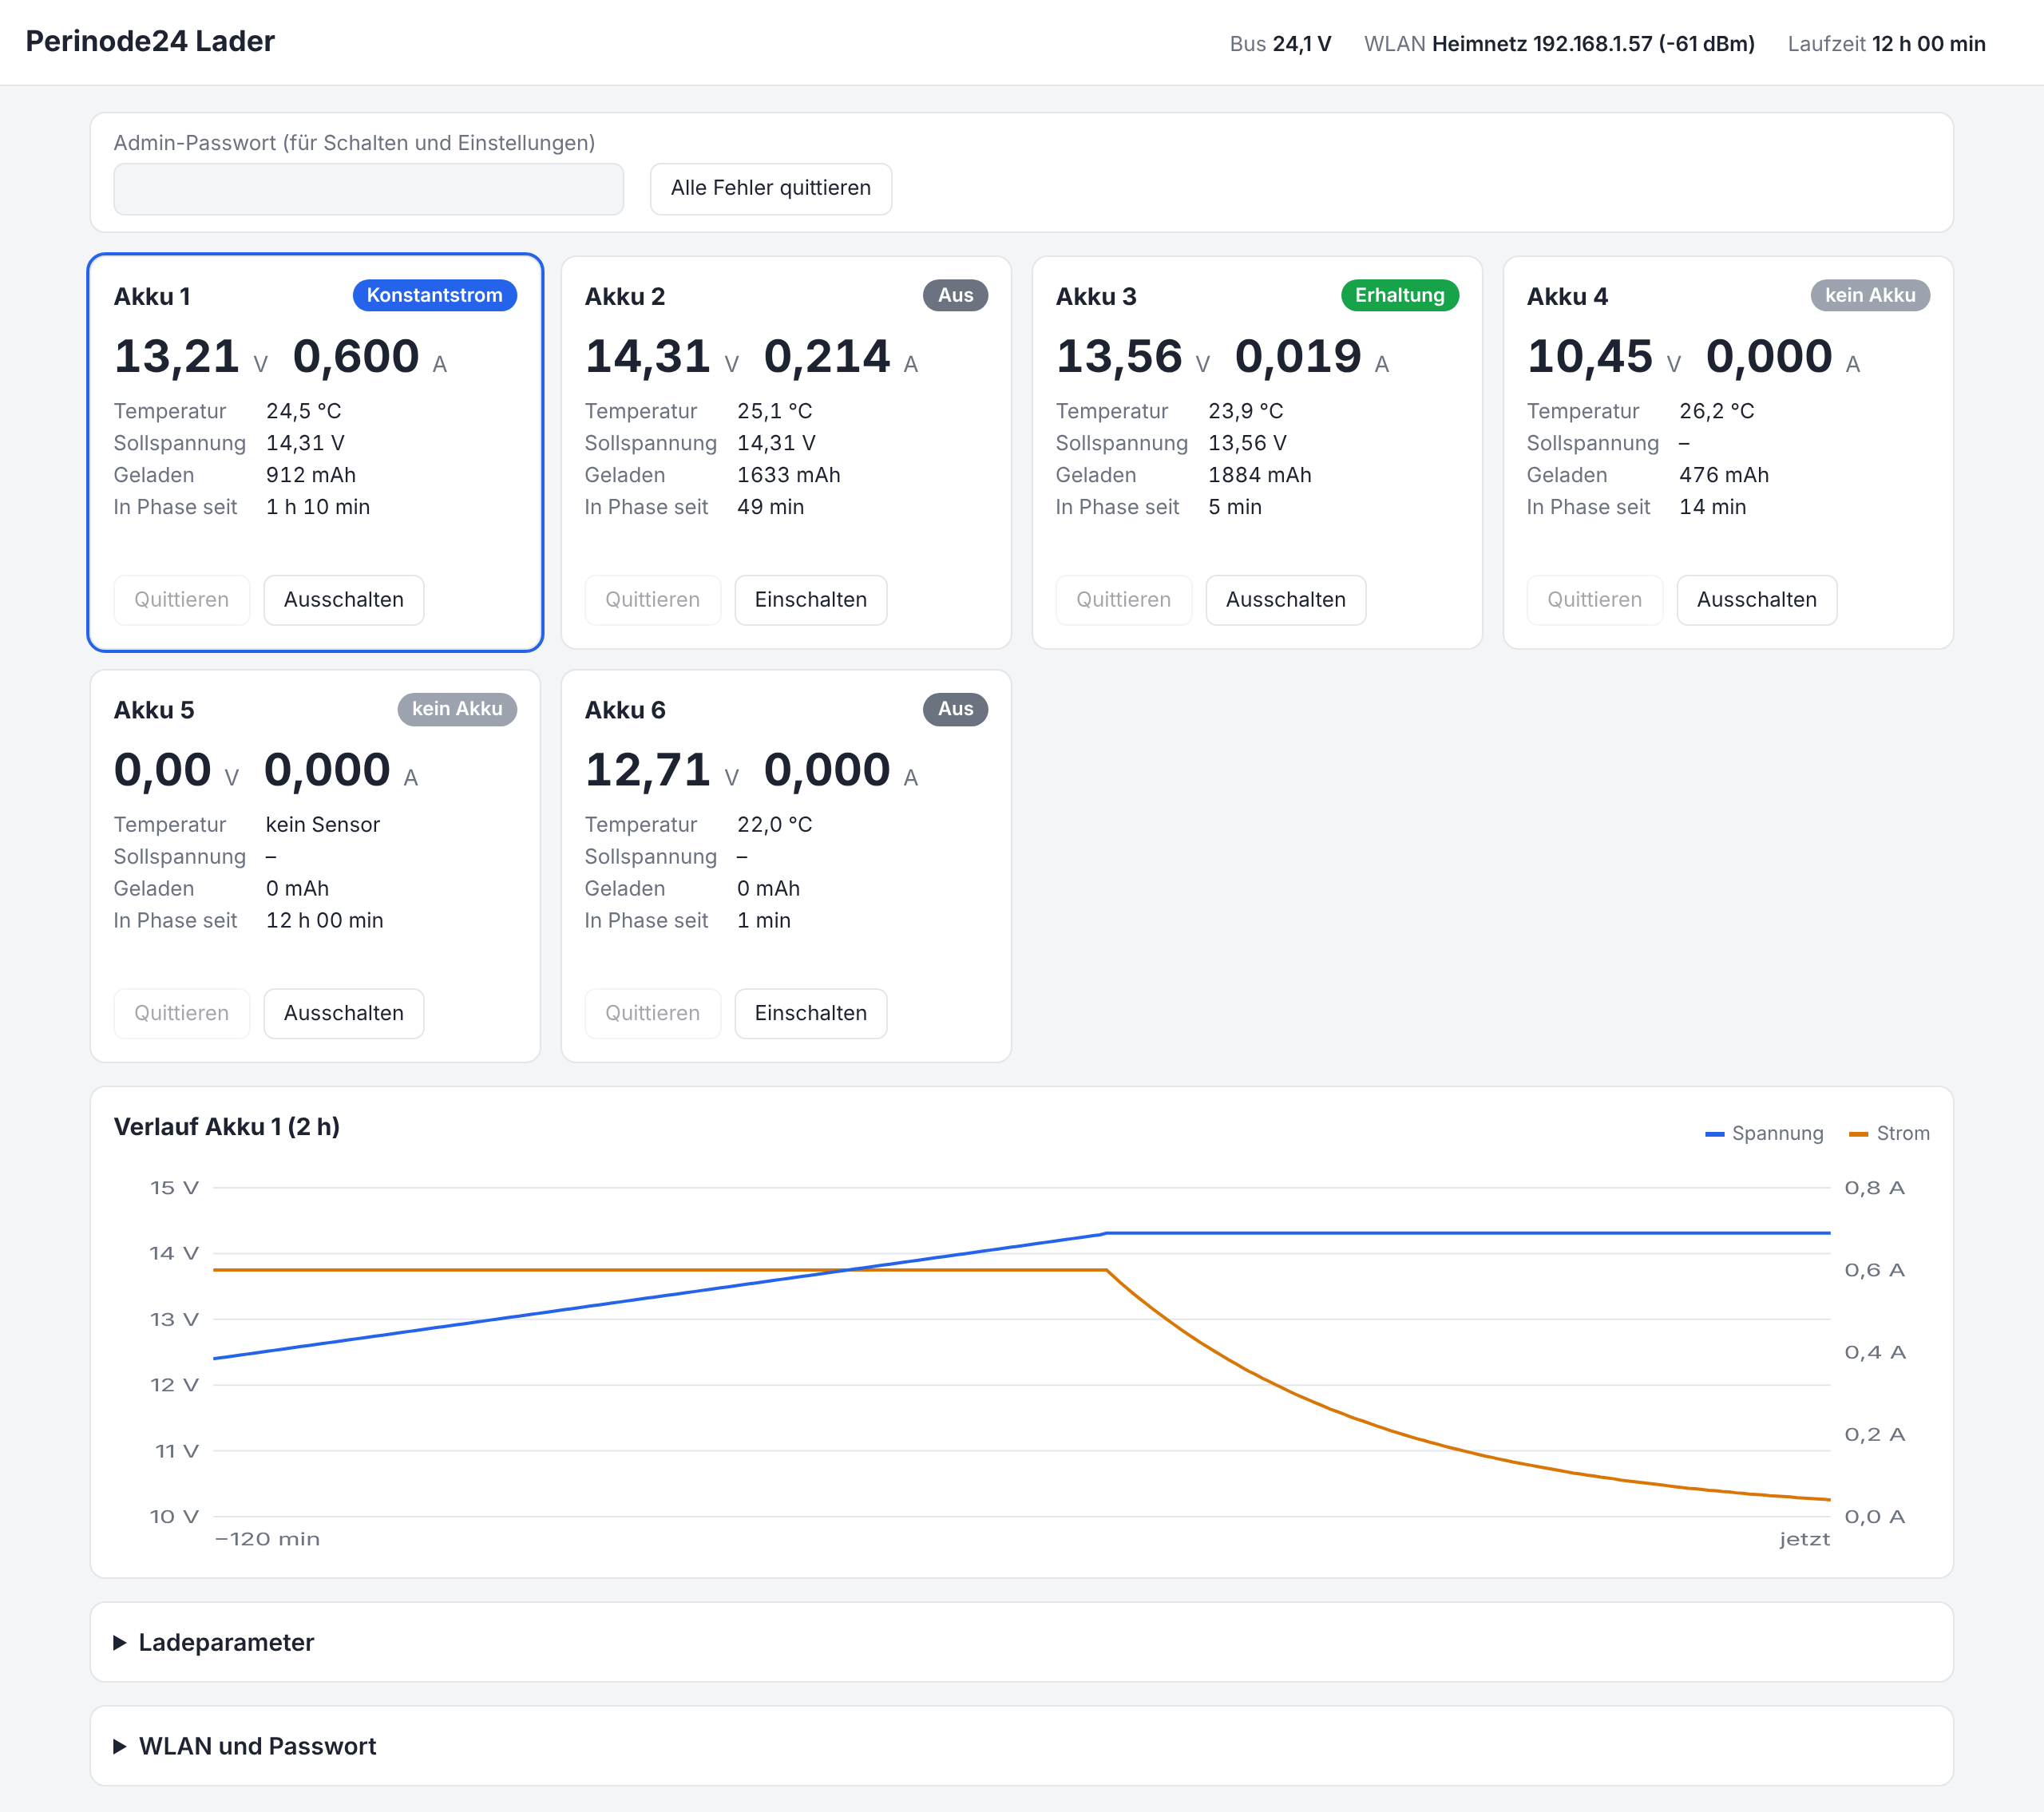 Perinode24 Lader
Bus 24,1 V WLAN Heimnetz 192.168.1.57 (-61 dBm) Laufzeit 12 h 00 min
Admin-Passwort (für Schalten und Einstellungen)
Alle Fehler quittieren
Akku 1 Konstantstrom
13,21 V 0,600 A
Temperatur 24,5 °C
Sollspannung 14,31 V
Geladen 912 mAh
In Phase seit 1 h 10 min
Quittieren Ausschalten
Akku 2 Aus
14,31 V 0,214 A
Temperatur 25,1 °C
Sollspannung 14,31 V
Geladen 1633 mAh
In Phase seit 49 min
Quittieren Einschalten
Akku 3 Erhaltung
13,56 V 0,019 A
Temperatur 23,9 °C
Sollspannung 13,56 V
Geladen 1884 mAh
In Phase seit 5 min
Quittieren Ausschalten
Akku 4 kein Akku
10,45 V 0,000 A
Temperatur 26,2 °C
Sollspannung –
Geladen 476 mAh
In Phase seit 14 min
Quittieren Ausschalten
Akku 5 kein Akku
0,00 V 0,000 A
Temperatur kein Sensor
Sollspannung –
Geladen 0 mAh
In Phase seit 12 h 00 min
Quittieren Ausschalten
Akku 6 Aus
12,71 V 0,000 A
Temperatur 22,0 °C
Sollspannung –
Geladen 0 mAh
In Phase seit 1 min
Quittieren Einschalten
Verlauf Akku 1 (2 h)
Spannung Strom
15 V 0,8 A
14 V
0,6 A
13 V
0,4 A
12 V
0,2 A
11 V
10 V 0,0 A
−120 min jetzt
Ladeparameter
WLAN und Passwort